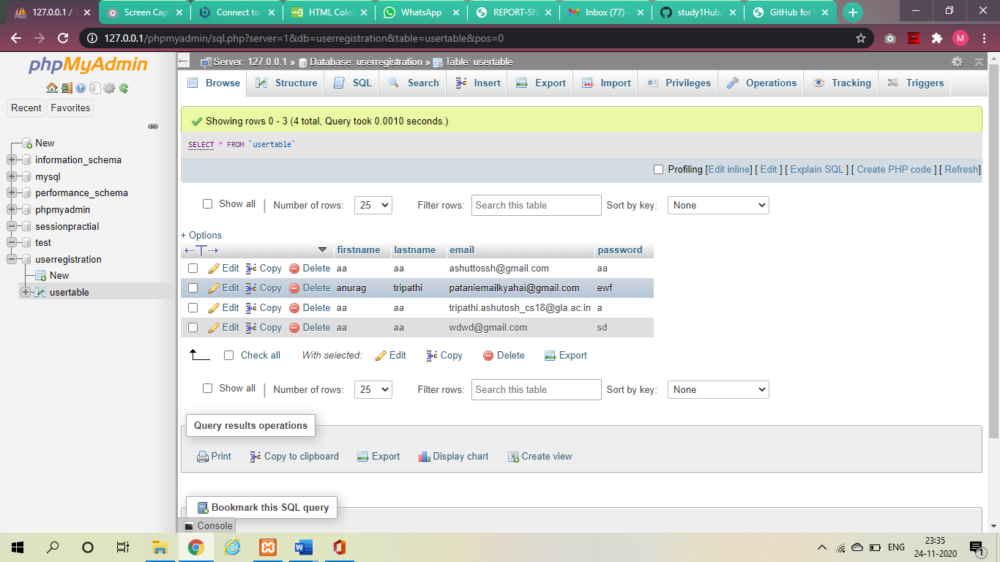 127.0.0.1 /
Screen Cap
Connect to
HTML Colo
WhatsApp
REPORT-SN
Inbox (77) -
study1Hub/
GitHub for
127.0.0.1/phpmyadmin/sql.php?server=1&db=userregistration&table=usertable&pos=0
M
phpMyAdmin
Recent
Favorites
New
information_schema
mysql
performance_schema
phpmyadmin
sessionpractial
test
userregistration
New
usertable
Server: 127.0.0.1 » Database: userregistration » Table: usertable
Browse Structure SQL Search Insert Export Import Privileges Operations Tracking Triggers
Showing rows 0 - 3 (4 total, Query took 0.0010 seconds.)
SELECT * FROM `usertable`
Profiling [Edit inline] [ Edit ] [ Explain SQL ] [ Create PHP code ] [ Refresh]
Show all | Number of rows: 25 Filter rows: Search this table Sort by key: None
+ Options
firstname lastname email password
Edit Copy Delete aa aa ashuttossh@gmail.com aa
Edit Copy Delete anurag tripathi pataniemailkyahai@gmail.com ewf
Edit Copy Delete aa aa tripathi.ashutosh_cs18@gla.ac.in a
Edit Copy Delete aa aa wdwd@gmail.com sd
Check all With selected: Edit Copy Delete Export
Show all | Number of rows: 25 Filter rows: Search this table Sort by key: None
Query results operations
Print Copy to clipboard Export Display chart Create view
Bookmark this SQL query
Console
ENG
23:35
24-11-2020
1